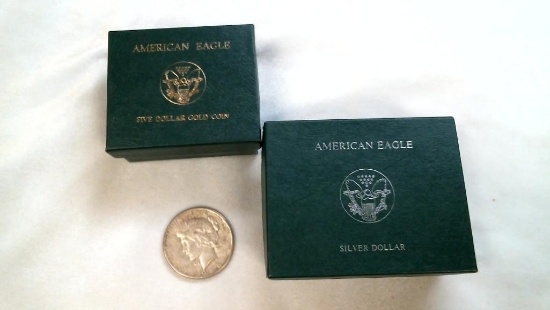 AMERICAN EAGLE
FIVE DOLLAR GOLD COIN
AMERICAN EAGLE
SILVER DOLLAR